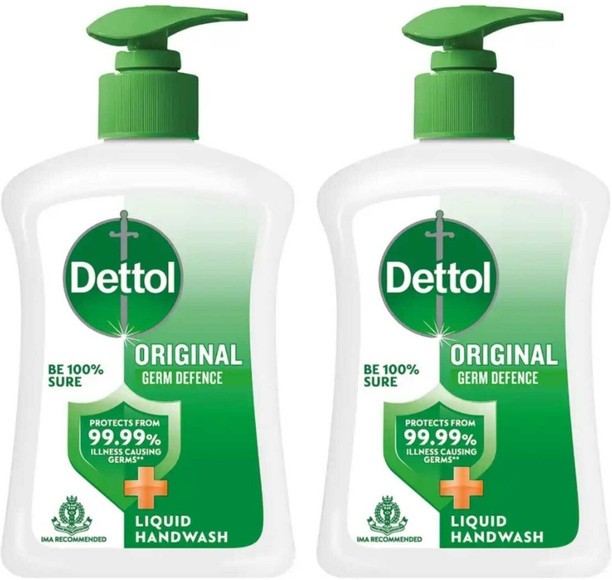 Dettol
ORIGINAL
GERM DEFENCE
BE 100%
SURE
PROTECTS FROM
99.99%
ILLNESS CAUSING
GERMS**
IMA RECOMMENDED
LIQUID
HANDWASH
Dettol
ORIGINAL
GERM DEFENCE
BE 100%
SURE
PROTECTS FROM
99.99%
ILLNESS CAUSING
GERMS**
IMA RECOMMENDED
LIQUID
HANDWASH